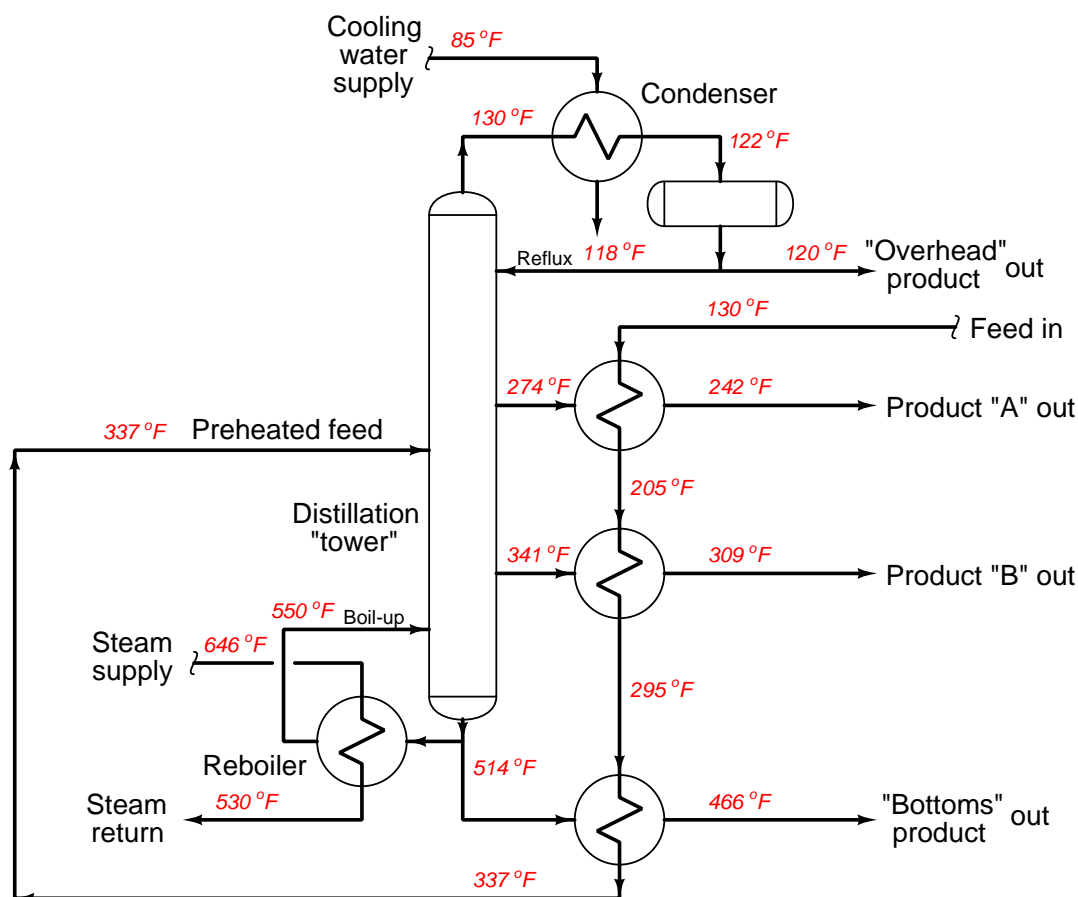 Cooling
water
supply
85 °F
Condenser
130 °F
122 °F
Reflux
118 °F
120 °F
"Overhead"
product
out
130 °F
Feed in
274 °F
242 °F
Product "A" out
337 °F
Preheated feed
205 °F
Distillation
"tower"
341 °F
309 °F
Product "B" out
550 °F
Boil-up
Steam
supply
646 °F
295 °F
Reboiler
514 °F
Steam
return
530 °F
466 °F
"Bottoms"
product
out
337 °F